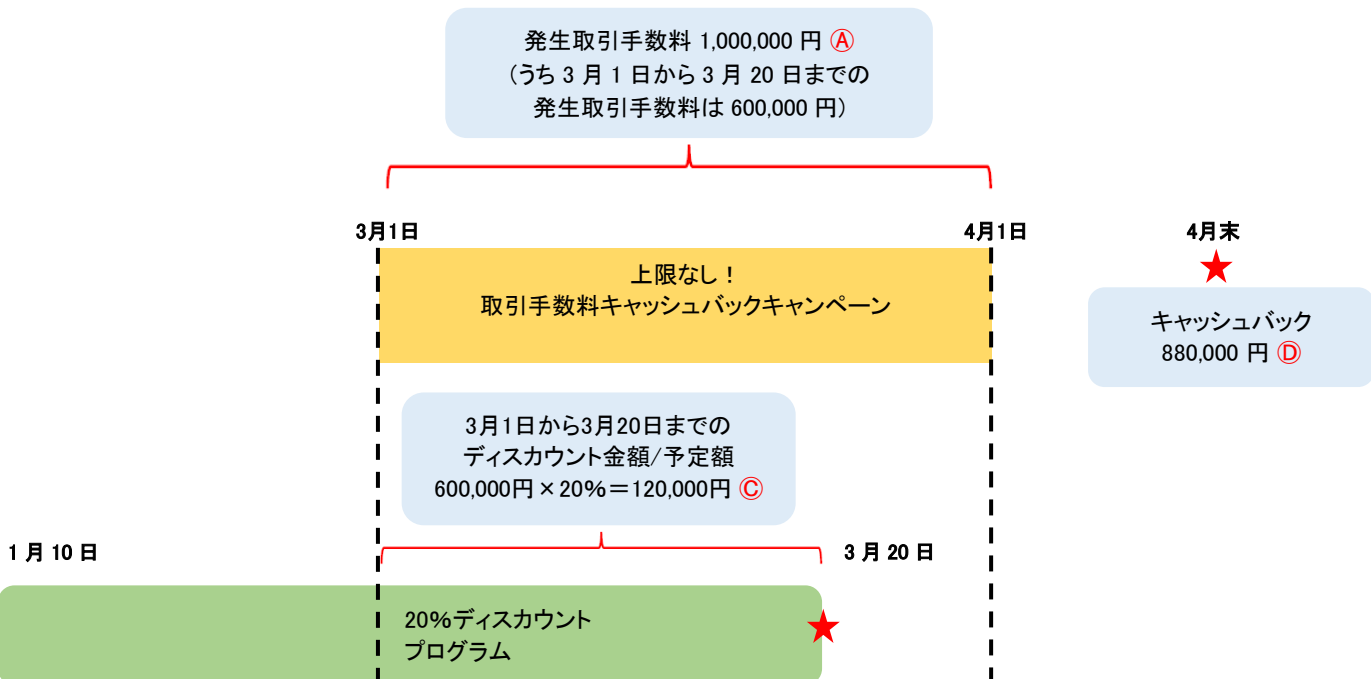 発生取引手数料 1,000,000 円 Ⓐ
（うち 3 月 1 日から 3 月 20 日までの
発生取引手数料は 600,000 円）
3月1日
4月1日
4月末
上限なし！
取引手数料キャッシュバックキャンペーン
キャッシュバック
880,000 円 Ⓓ
3月1日から3月20日までの
ディスカウント金額/予定額
600,000円×20%＝120,000円 Ⓒ
1 月 10 日
3 月 20 日
20%ディスカウント
プログラム